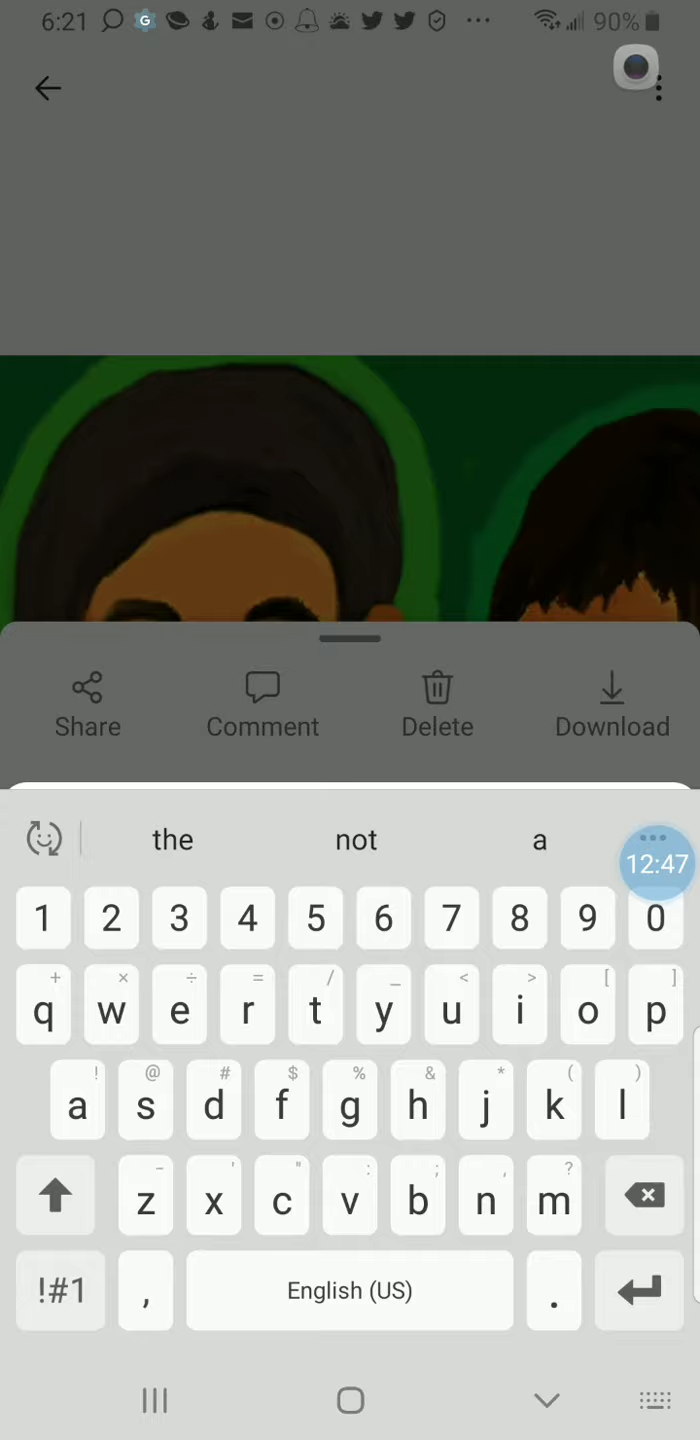 6:21 G 90%
Share Comment Delete Download
the not a
12:47
1 2 3 4 5 6 7 8 9 0
+ × ÷ = / _ < > [ ]
q w e r t y u i o p
! @ # $ % & * ( )
a s d f g h j k l
- ' " : ; , ?
z x c v b n m
!#1 , English (US) .